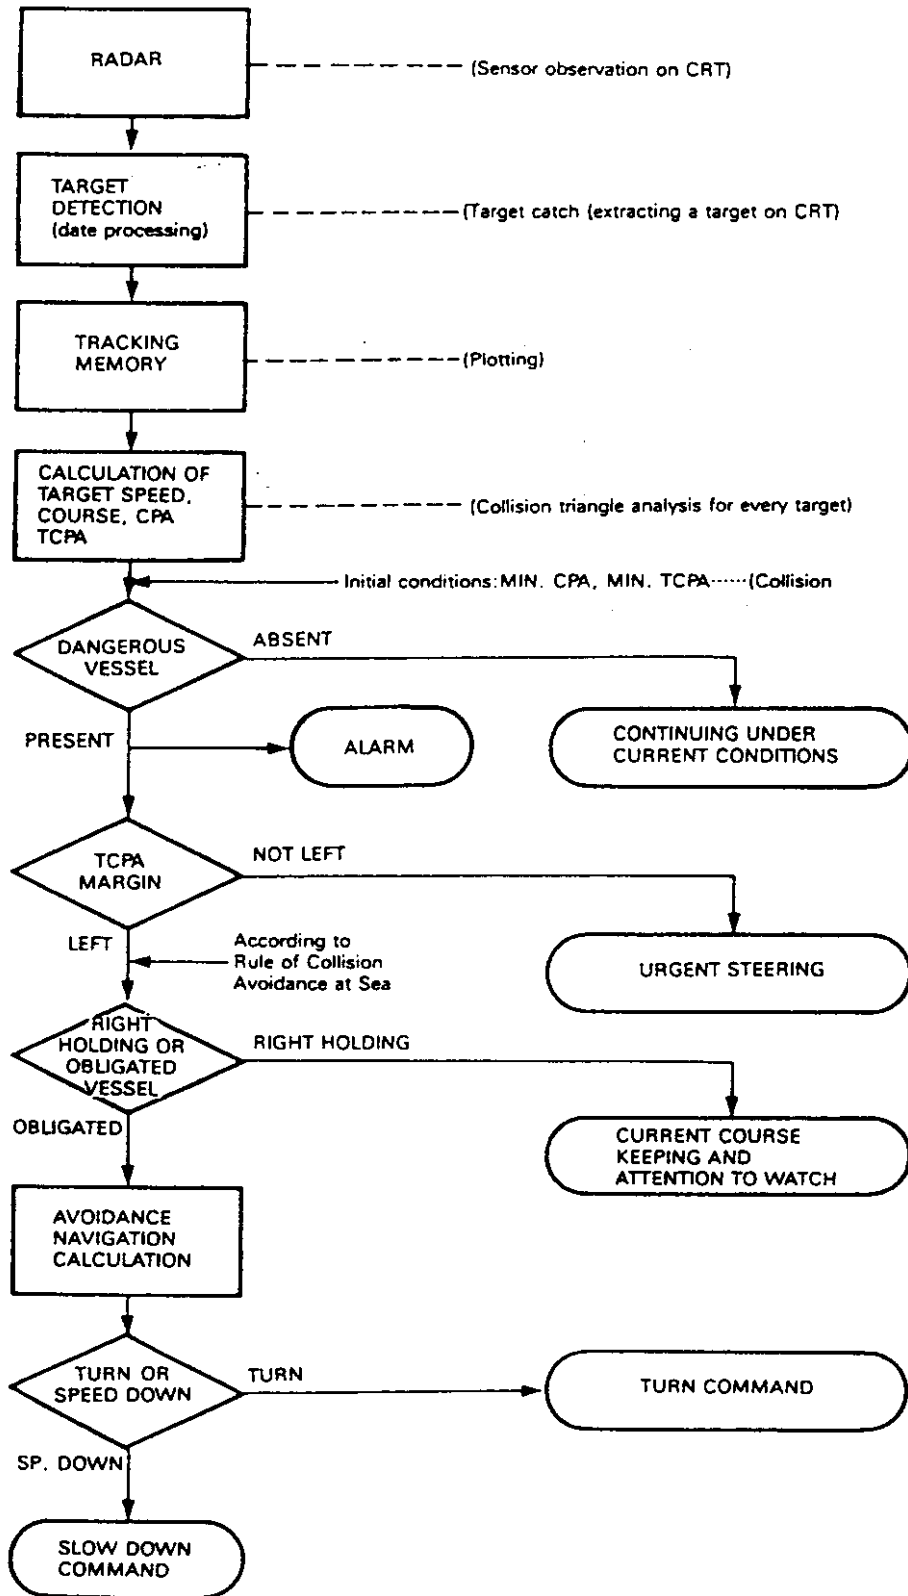 RADAR
(Sensor observation on CRT)
TARGET
DETECTION
(date processing)
(Target catch (extracting a target on CRT)
TRACKING
MEMORY
(Plotting)
CALCULATION OF
TARGET SPEED,
COURSE, CPA
TCPA
(Collision triangle analysis for every target)
Initial conditions: MIN. CPA, MIN. TCPA······(Collision
DANGEROUS
VESSEL
ABSENT
PRESENT
ALARM
CONTINUING UNDER
CURRENT CONDITIONS
TCPA
MARGIN
NOT LEFT
LEFT
According to
Rule of Collision
Avoidance at Sea
URGENT STEERING
RIGHT
HOLDING OR
OBLIGATED
VESSEL
RIGHT HOLDING
OBLIGATED
CURRENT COURSE
KEEPING AND
ATTENTION TO WATCH
AVOIDANCE
NAVIGATION
CALCULATION
TURN OR
SPEED DOWN
TURN
TURN COMMAND
SP. DOWN
SLOW DOWN
COMMAND